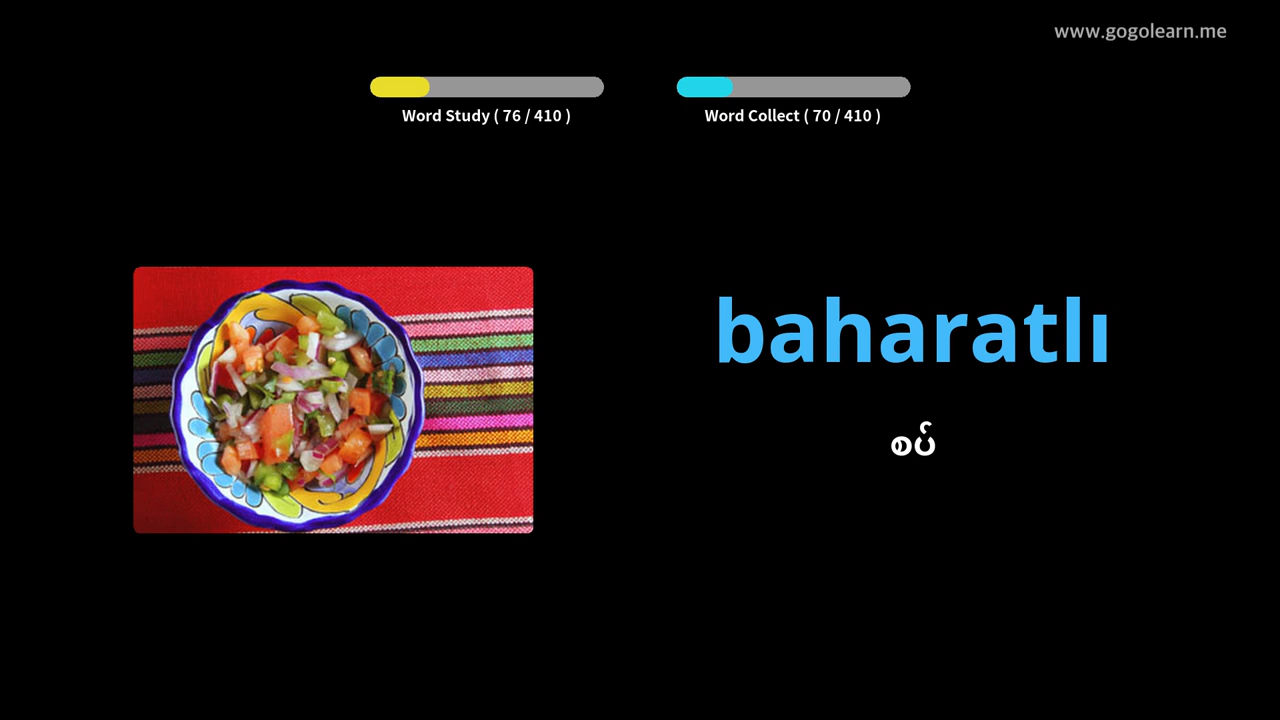 www.gogolearn.me
Word Study ( 76 / 410 )
Word Collect ( 70 / 410 )
baharatlı
စပ်